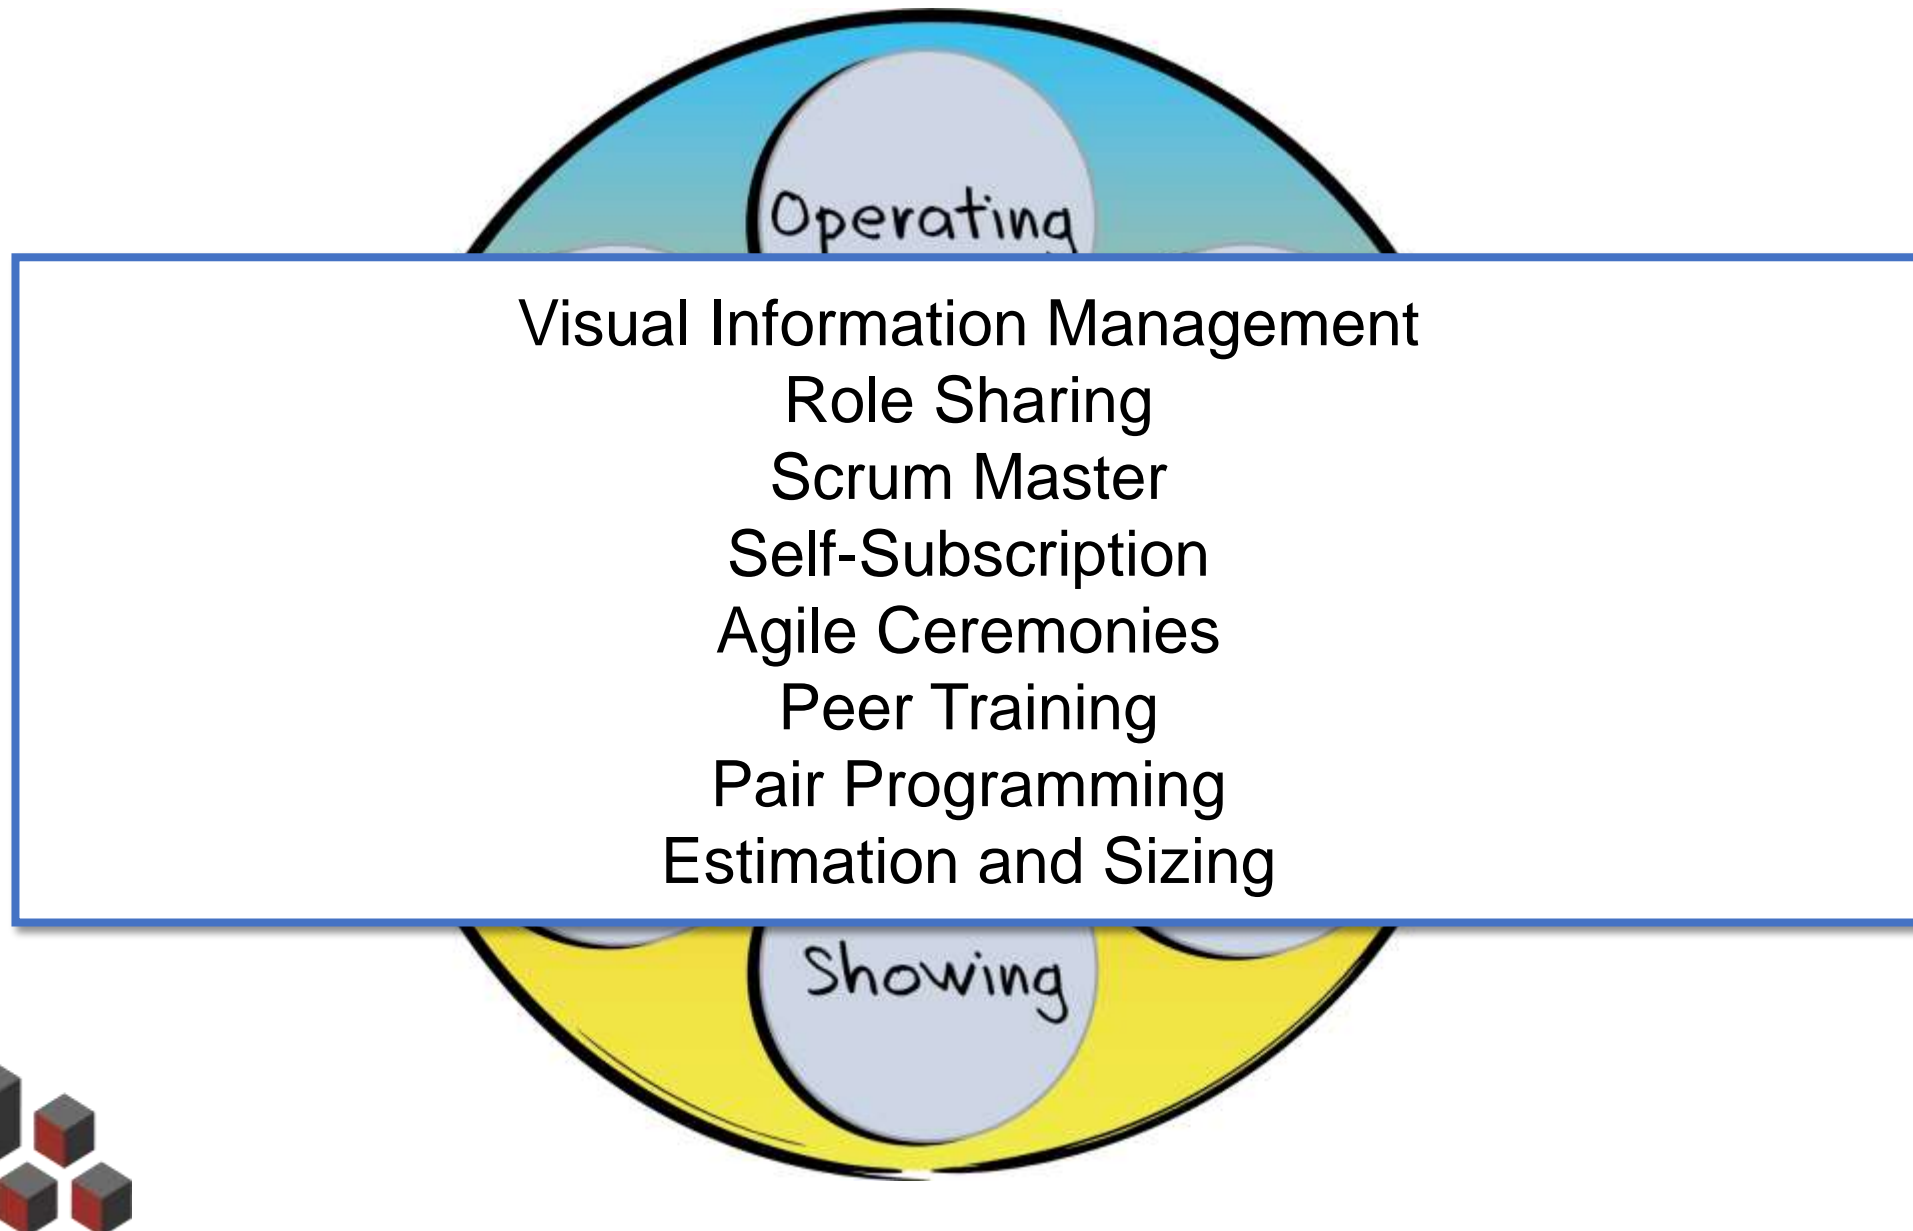 Operating
Visual Information Management
Role Sharing
Scrum Master
Self-Subscription
Agile Ceremonies
Peer Training
Pair Programming
Estimation and Sizing
Showing